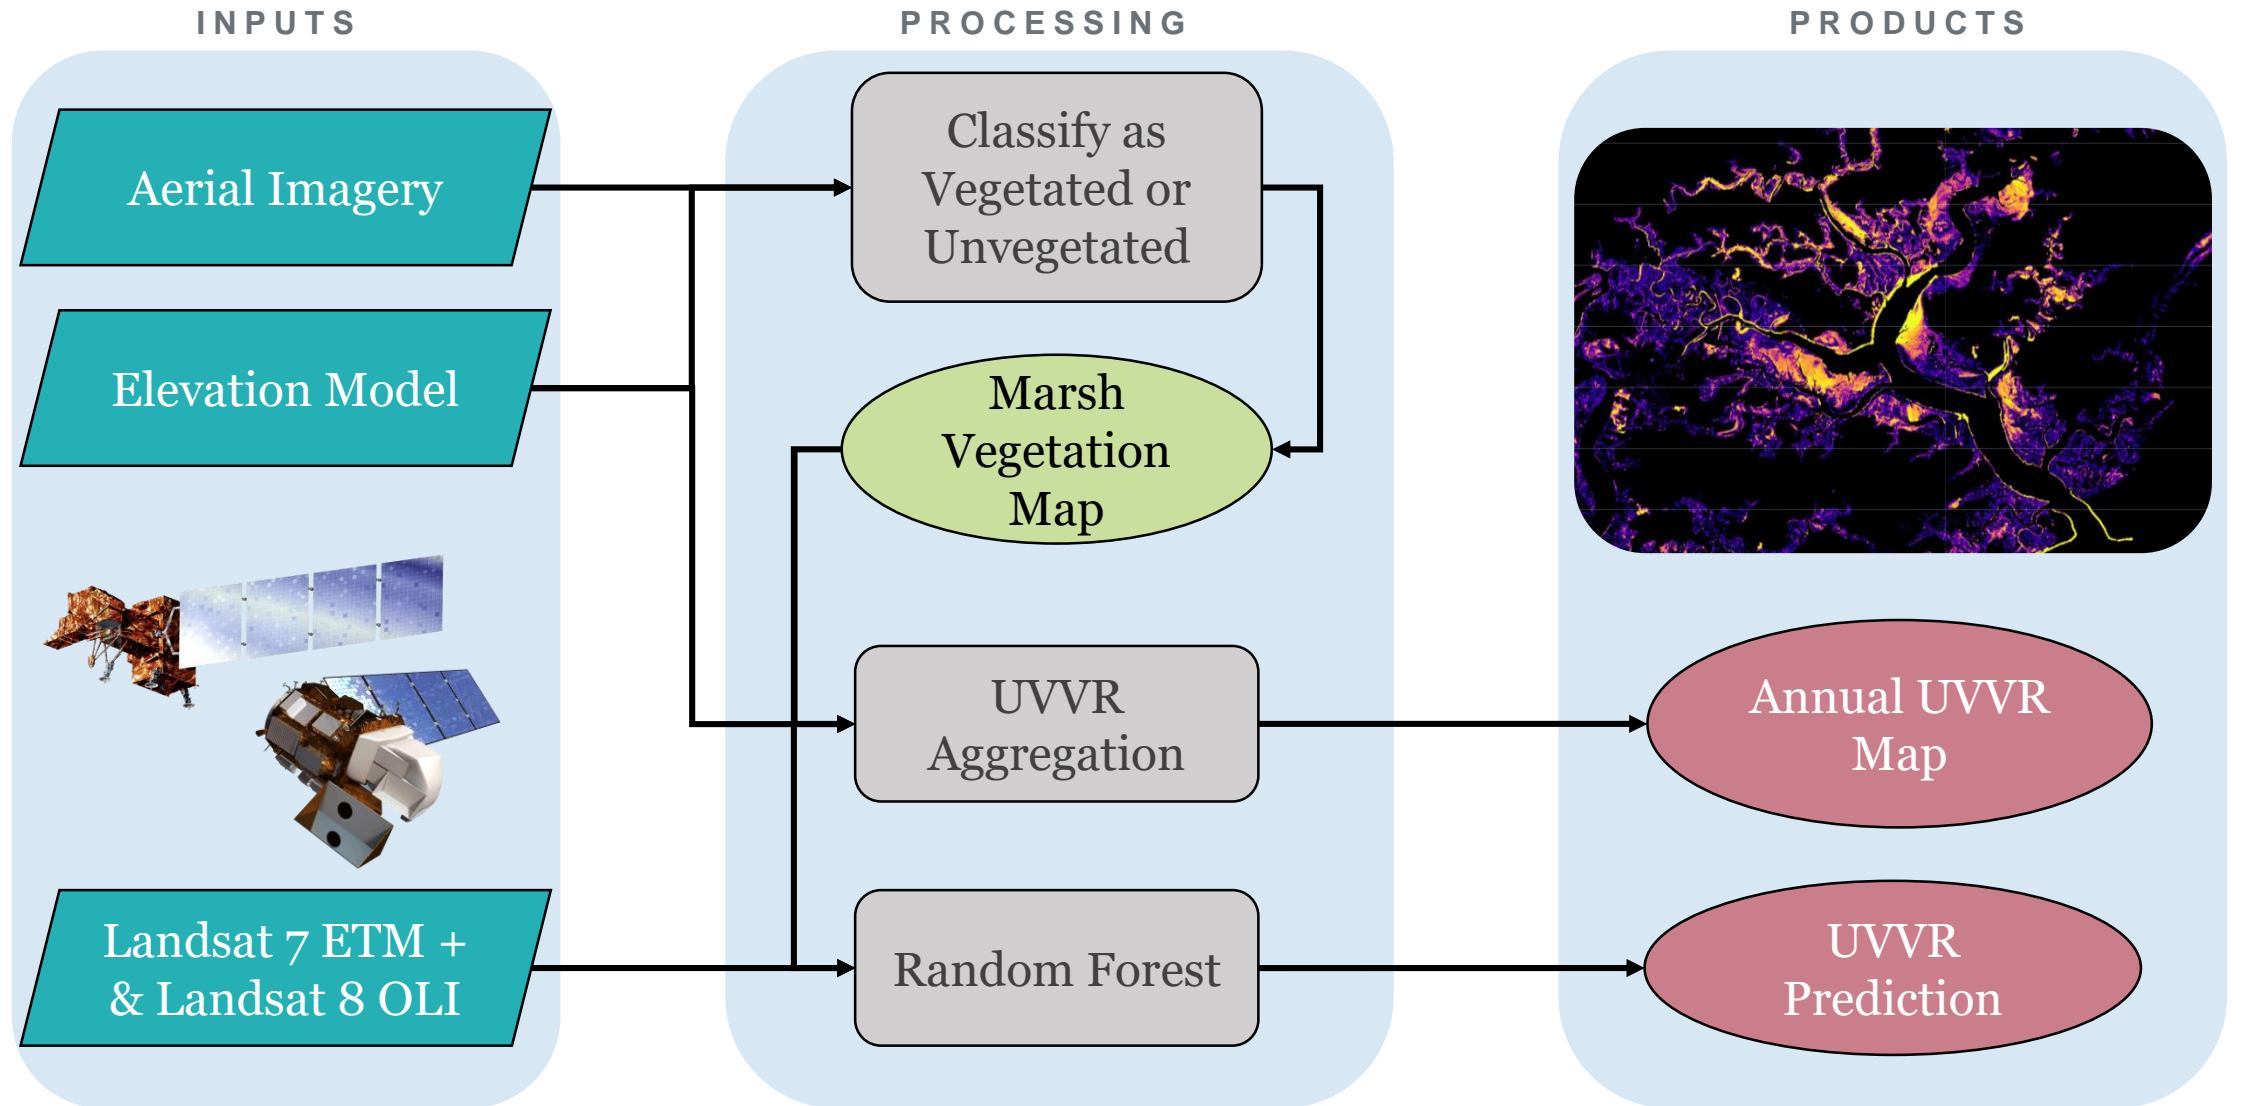 INPUTS
PROCESSING
PRODUCTS
Aerial Imagery
Elevation Model
Landsat 7 ETM +
& Landsat 8 OLI
Classify as
Vegetated or
Unvegetated
Marsh
Vegetation
Map
UVVR
Aggregation
Random Forest
Annual UVVR
Map
UVVR
Prediction